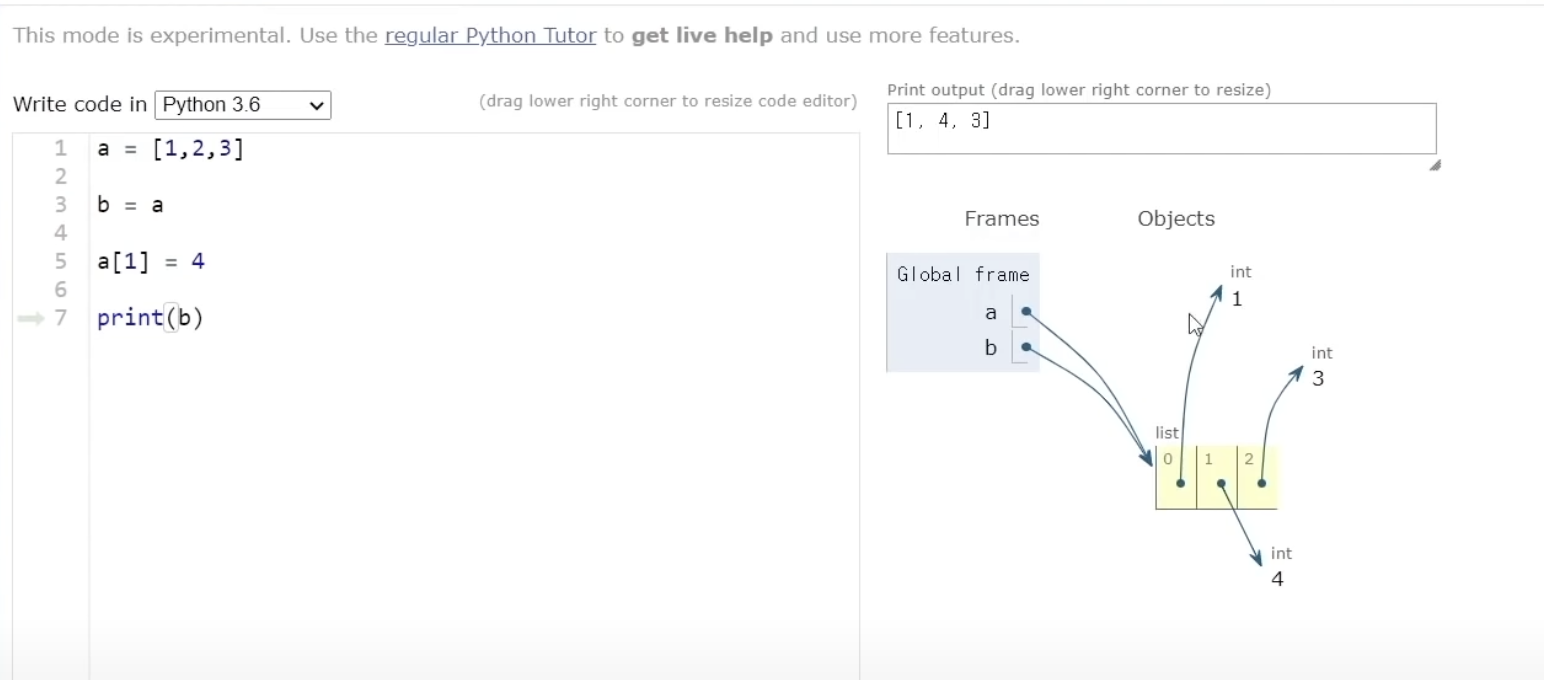 This mode is experimental. Use the regular Python Tutor to get live help and use more features.
Write code in Python 3.6
(drag lower right corner to resize code editor)
1 a = [1,2,3]
2
3 b = a
4
5 a[1] = 4
6
7 print(b)
Print output (drag lower right corner to resize)
[1, 4, 3]
Frames Objects
Global frame
a
b
int
1
int
3
list
0 1 2
int
4